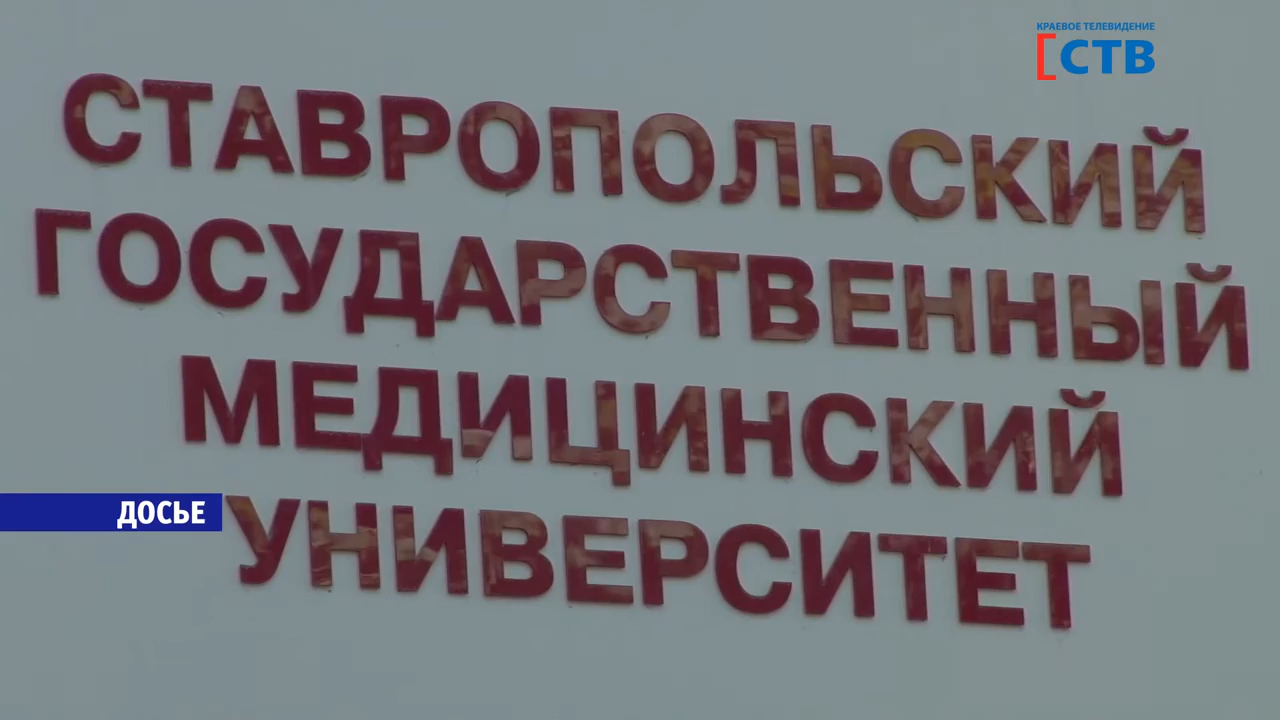 КРАЕВОЕ ТЕЛЕВИДЕНИЕ
СТВ
СТАВРОПОЛЬСКИЙ
ГОСУДАРСТВЕННЫЙ
МЕДИЦИНСКИЙ
УНИВЕРСИТЕТ
ДОСЬЕ